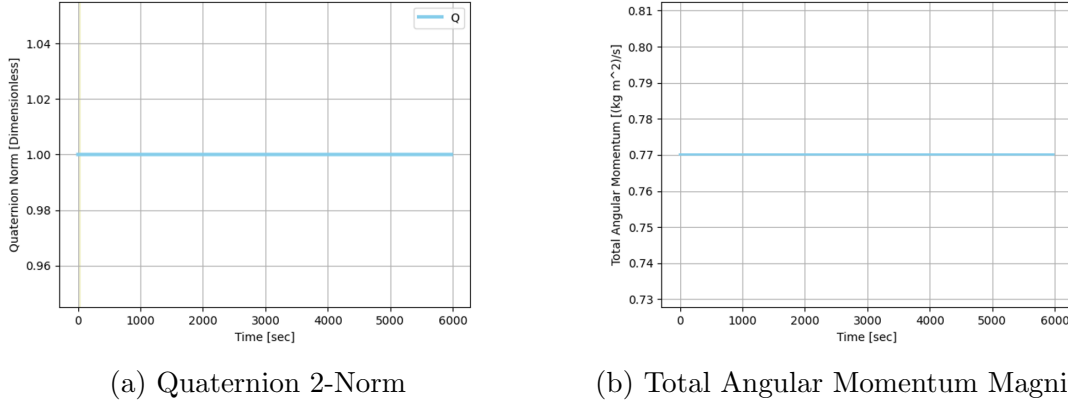 Q
1.04
1.02
1.00
0.98
0.96
Quaternion Norm [Dimensionless]
0 1000 2000 3000 4000 5000 6000
Time [sec]
(a) Quaternion 2-Norm
0.81
0.80
0.79
0.78
0.77
0.76
0.75
0.74
0.73
Total Angular Momentum [(kg m^2)/s]
0 1000 2000 3000 4000 5000 6000
Time [sec]
(b) Total Angular Momentum Magni